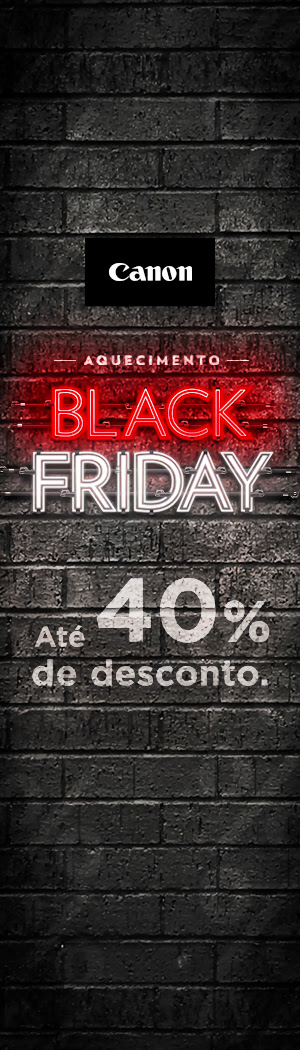 Canon
AQUECIMENTO
BLACK
FRIDAY
Até 40%
de desconto.